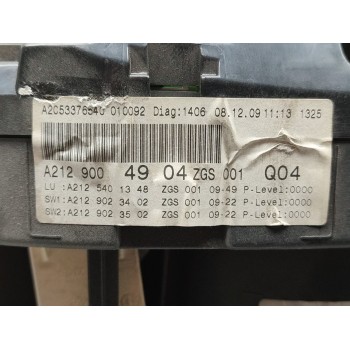 A2C53376540 010092 Diag:1406 08.12.09 11:13 1325
A212 900 49 04 ZGS 001 Q04
LU :A212 540 13 48 ZGS 001 09-49 P-Level:0000
SW1:A212 902 34 02 ZGS 001 09-22 P-Level:0000
SW2:A212 902 35 02 ZGS 001 09-22 P-Level:0000